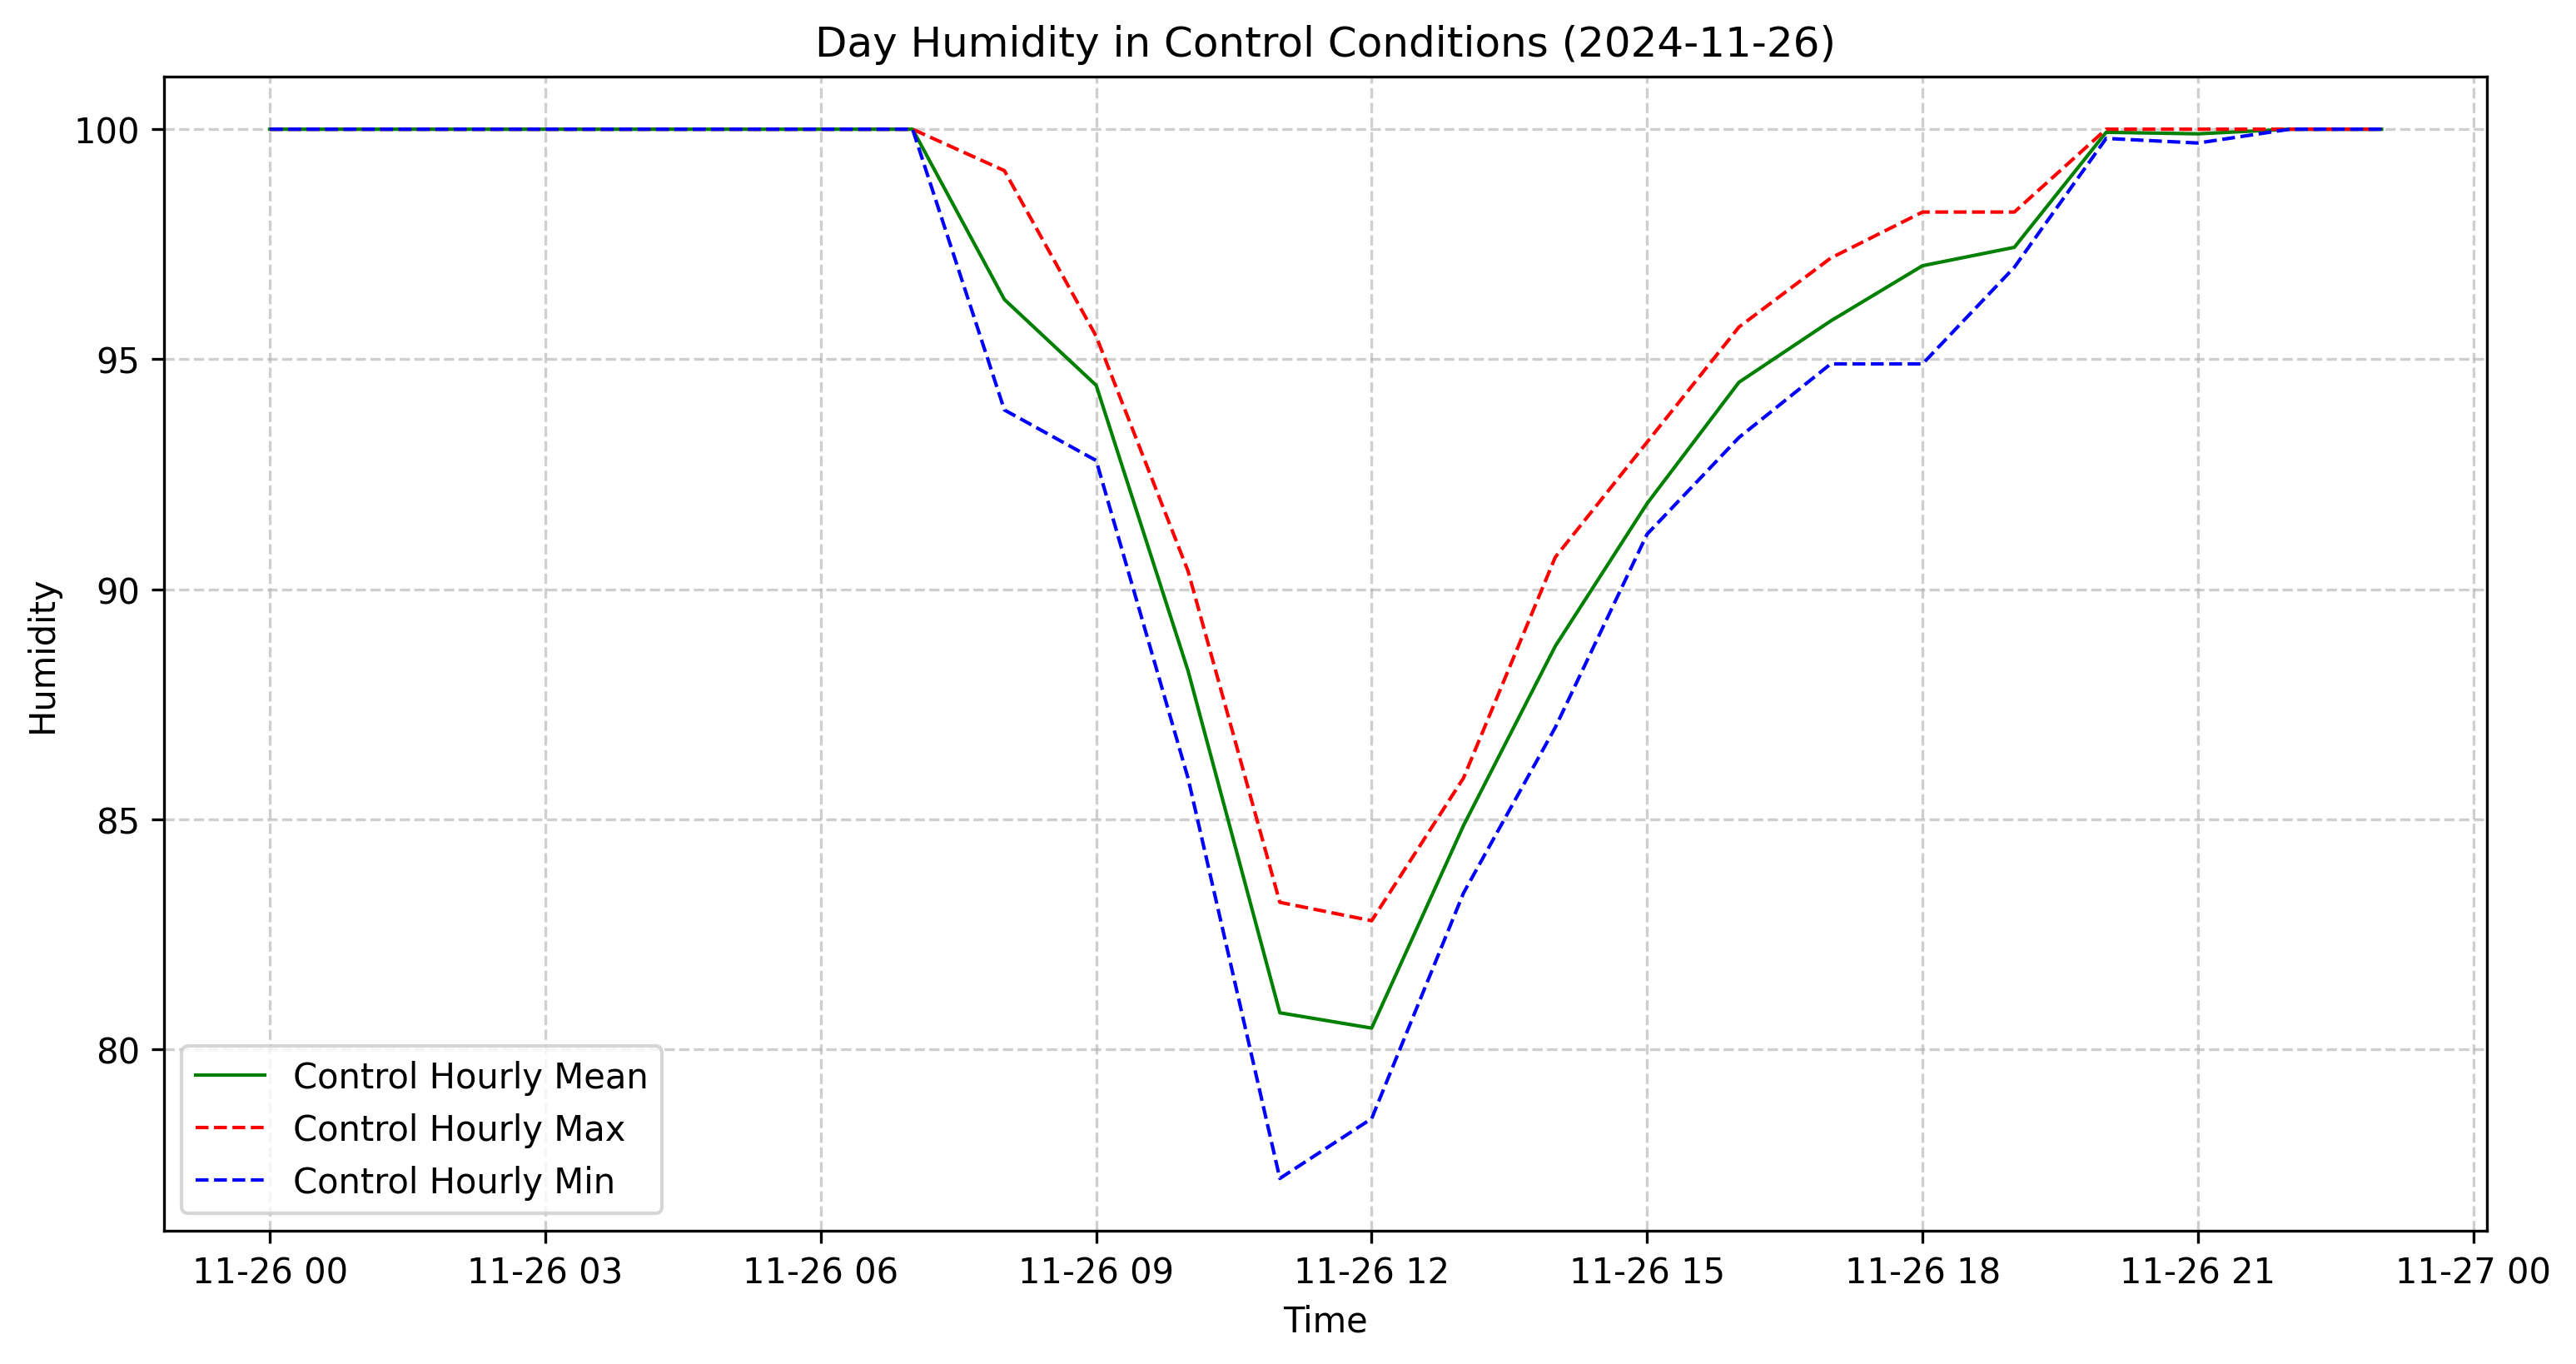 Day Humidity in Control Conditions (2024-11-26)
Humidity
100
95
90
85
80
Control Hourly Mean
Control Hourly Max
Control Hourly Min
11-26 00 11-26 03 11-26 06 11-26 09 11-26 12 11-26 15 11-26 18 11-26 21 11-27 00
Time